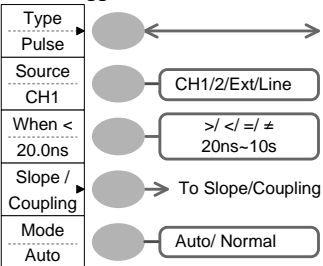 Type
Pulse
Source
CH1
CH1/2/Ext/Line
When <
20.0ns
>/ </ =/ ≠
20ns~10s
Slope /
Coupling
To Slope/Coupling
Mode
Auto
Auto/ Normal